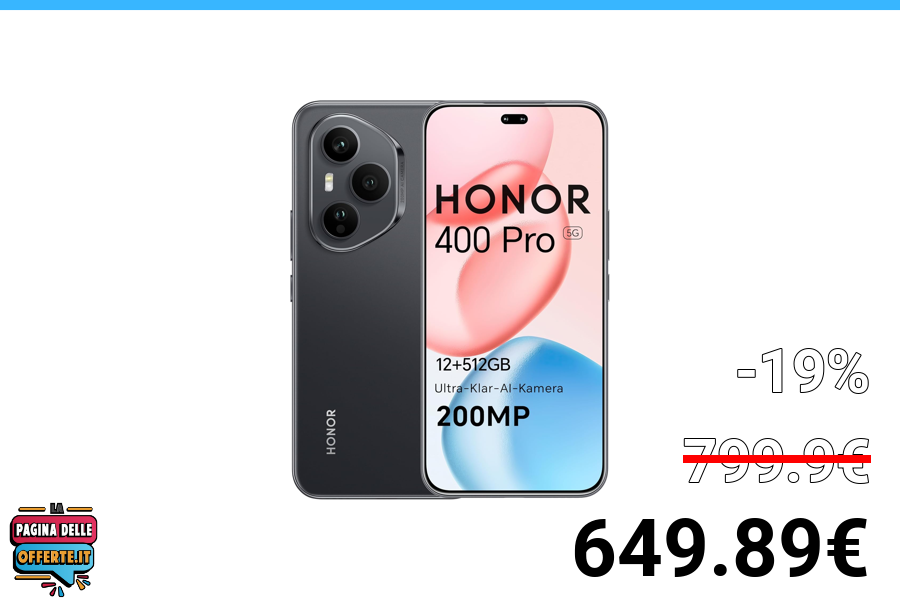 HONOR
400 Pro 5G
12+512GB
Ultra-Klar-AI-Kamera
200MP
HONOR
-19%
799.9€
649.89€
LA
PAGINA DELLE
OFFERTE.IT